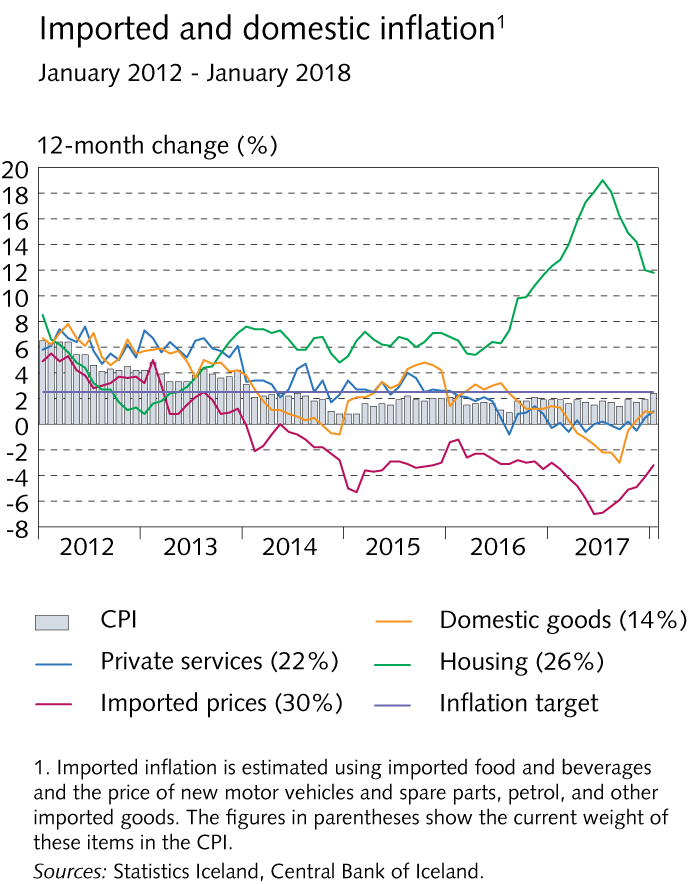 Imported and domestic inflation¹
January 2012 - January 2018
12-month change (%)
20
18
16
14
12
10
8
6
4
2
0
-2
-4
-6
-8
2012 2013 2014 2015 2016 2017
CPI
Domestic goods (14%)
Private services (22%)
Housing (26%)
Imported prices (30%)
Inflation target
1. Imported inflation is estimated using imported food and beverages
and the price of new motor vehicles and spare parts, petrol, and other
imported goods. The figures in parentheses show the current weight of
these items in the CPI.
Sources: Statistics Iceland, Central Bank of Iceland.